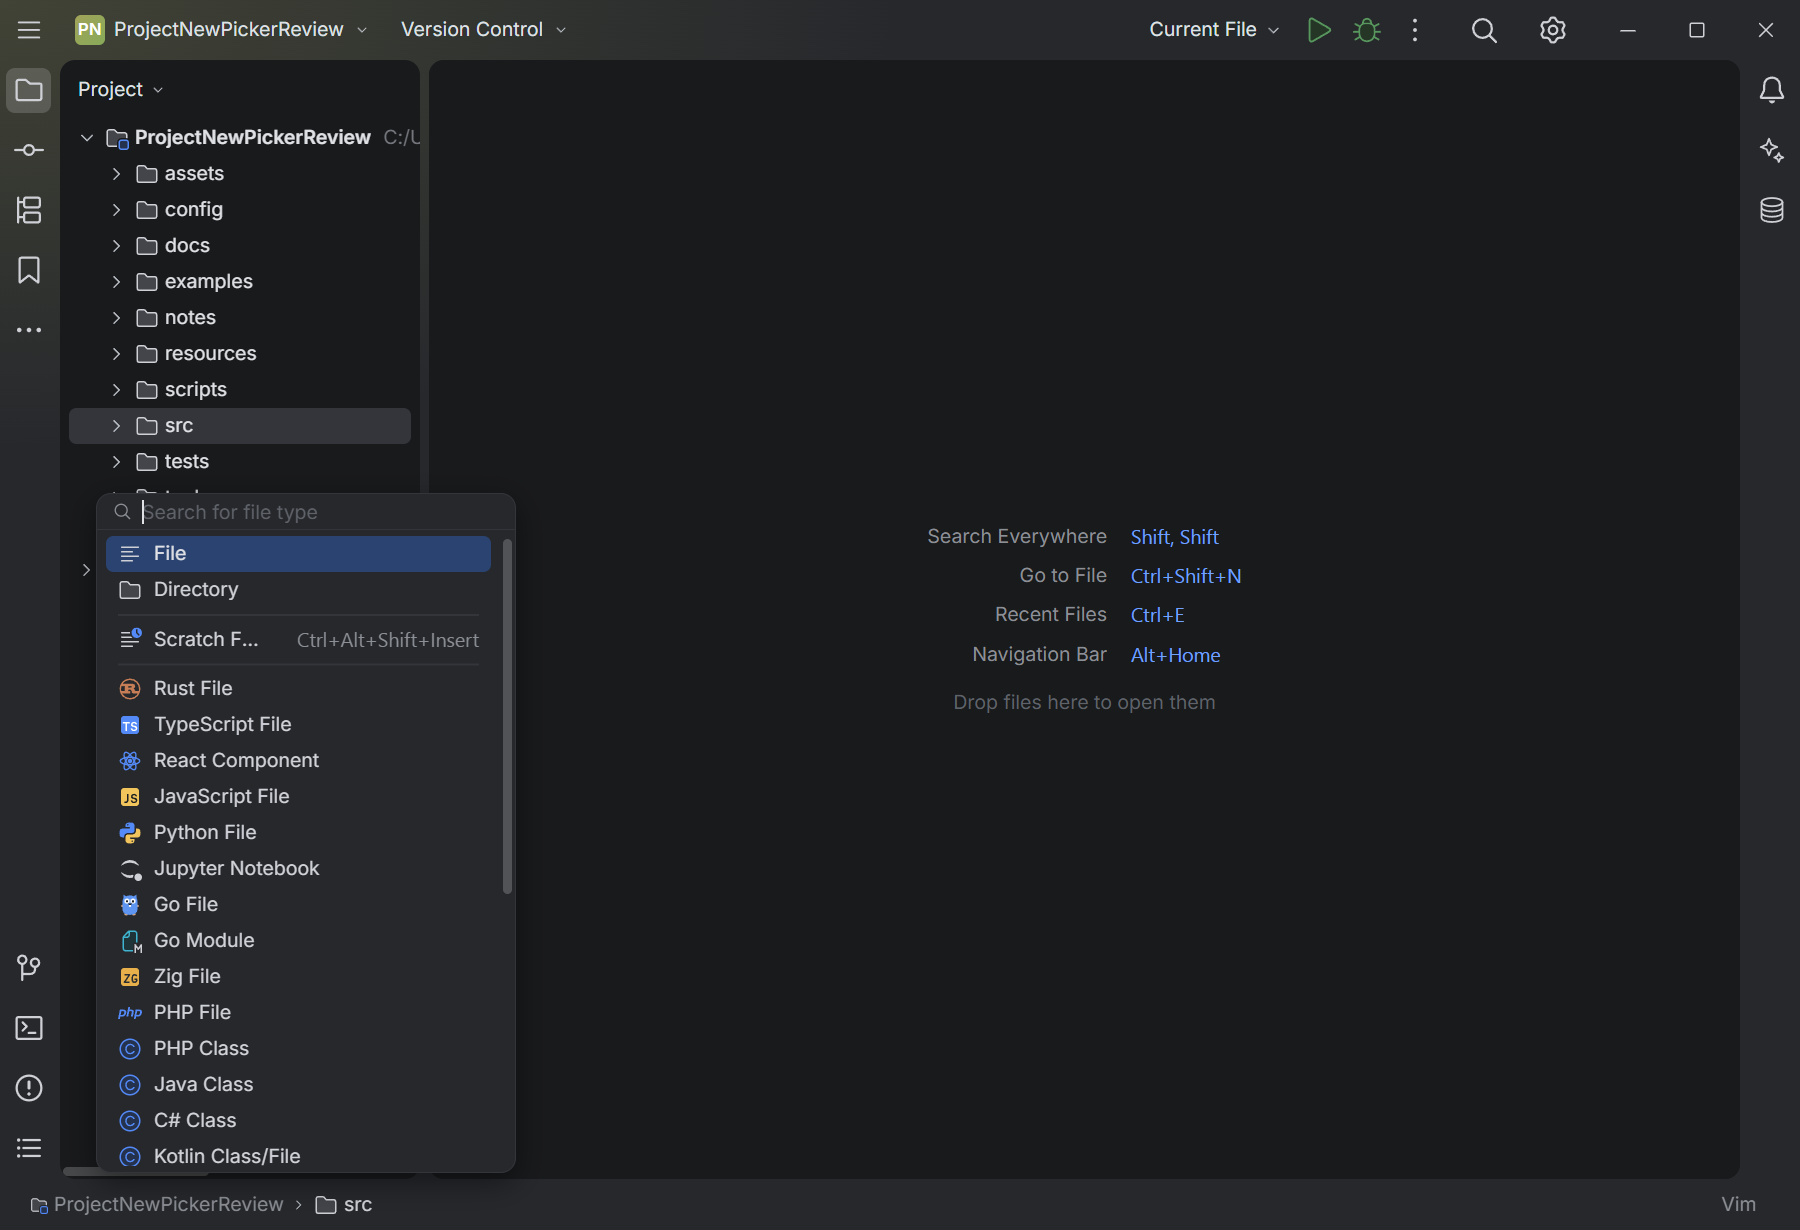 PN ProjectNewPickerReview Version Control Current File
Project
ProjectNewPickerReview C:/U
assets
config
docs
examples
notes
resources
scripts
src
tests
Search for file type
File
Directory
Scratch F... Ctrl+Alt+Shift+Insert
Rust File
TS TypeScript File
React Component
JS JavaScript File
Python File
Jupyter Notebook
Go File
M Go Module
ZG Zig File
php PHP File
C PHP Class
C Java Class
C C# Class
C Kotlin Class/File
Search Everywhere Shift, Shift
Go to File Ctrl+Shift+N
Recent Files Ctrl+E
Navigation Bar Alt+Home
Drop files here to open them
ProjectNewPickerReview › src Vim